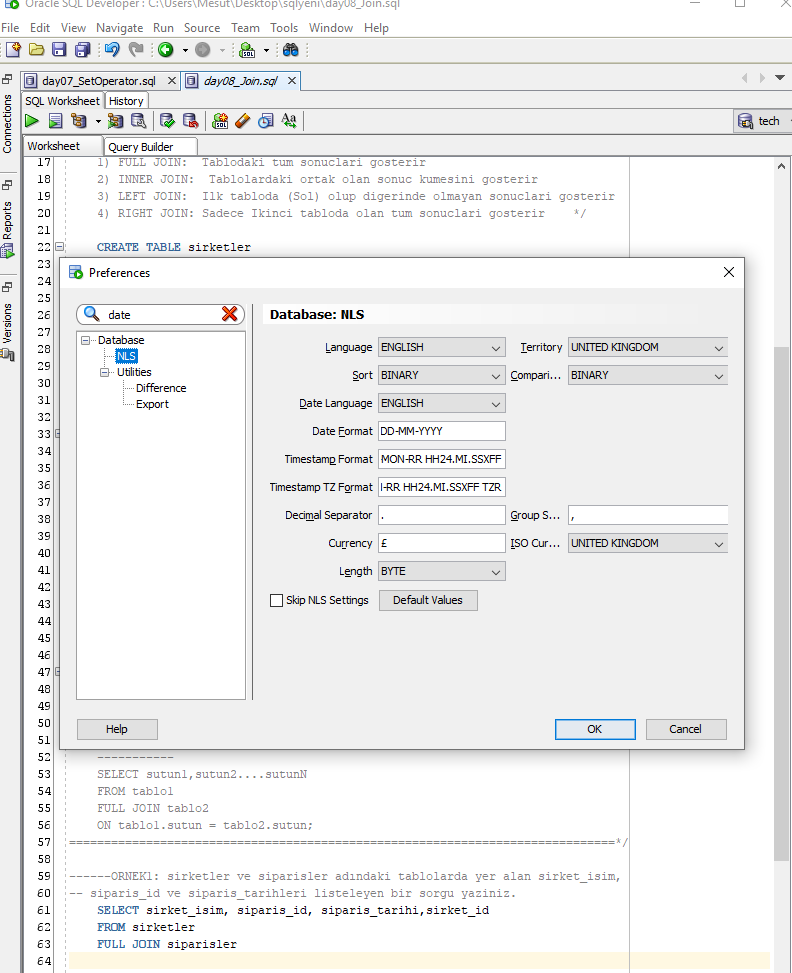 Oracle SQL Developer : C:\Users\Mesut\Desktop\sqlyeni\day08_Join.sql
File Edit View Navigate Run Source Team Tools Window Help
day07_SetOperator.sql day08_Join.sql
SQL Worksheet History
tech
Worksheet Query Builder
Connections
Reports
Versions
17 1) FULL JOIN: Tablodaki tum sonuclari gosterir
18 2) INNER JOIN: Tablolardaki ortak olan sonuc kumesini gosterir
19 3) LEFT JOIN: Ilk tabloda (Sol) olup digerinde olmayan sonuclari gosterir
20 4) RIGHT JOIN: Sadece Ikinci tabloda olan tum sonuclari gosterir */
21
22 CREATE TABLE sirketler
23
24
25
26
27
28
29
30
31
32
33
34
35
36
37
38
39
40
41
42
43
44
45
46
47
48
49
50
51
Preferences
date
Database
NLS
Utilities
Difference
Export
Database: NLS
Language ENGLISH Territory UNITED KINGDOM
Sort BINARY Compari... BINARY
Date Language ENGLISH
Date Format DD-MM-YYYY
Timestamp Format MON-RR HH24.MI.SSXFF
Timestamp TZ Format I-RR HH24.MI.SSXFF TZR
Decimal Separator . Group S... ,
Currency £ ISO Cur... UNITED KINGDOM
Length BYTE
Skip NLS Settings Default Values
Help OK Cancel
52 -----------
53 SELECT sutun1,sutun2....sutunN
54 FROM tablo1
55 FULL JOIN tablo2
56 ON tablo1.sutun = tablo2.sutun;
57 ==============================================================================*/
58
59 ------ORNEK1: sirketler ve siparisler adındaki tablolarda yer alan sirket_isim,
60 -- siparis_id ve siparis_tarihleri listeleyen bir sorgu yaziniz.
61 SELECT sirket_isim, siparis_id, siparis_tarihi,sirket_id
62 FROM sirketler
63 FULL JOIN siparisler
64